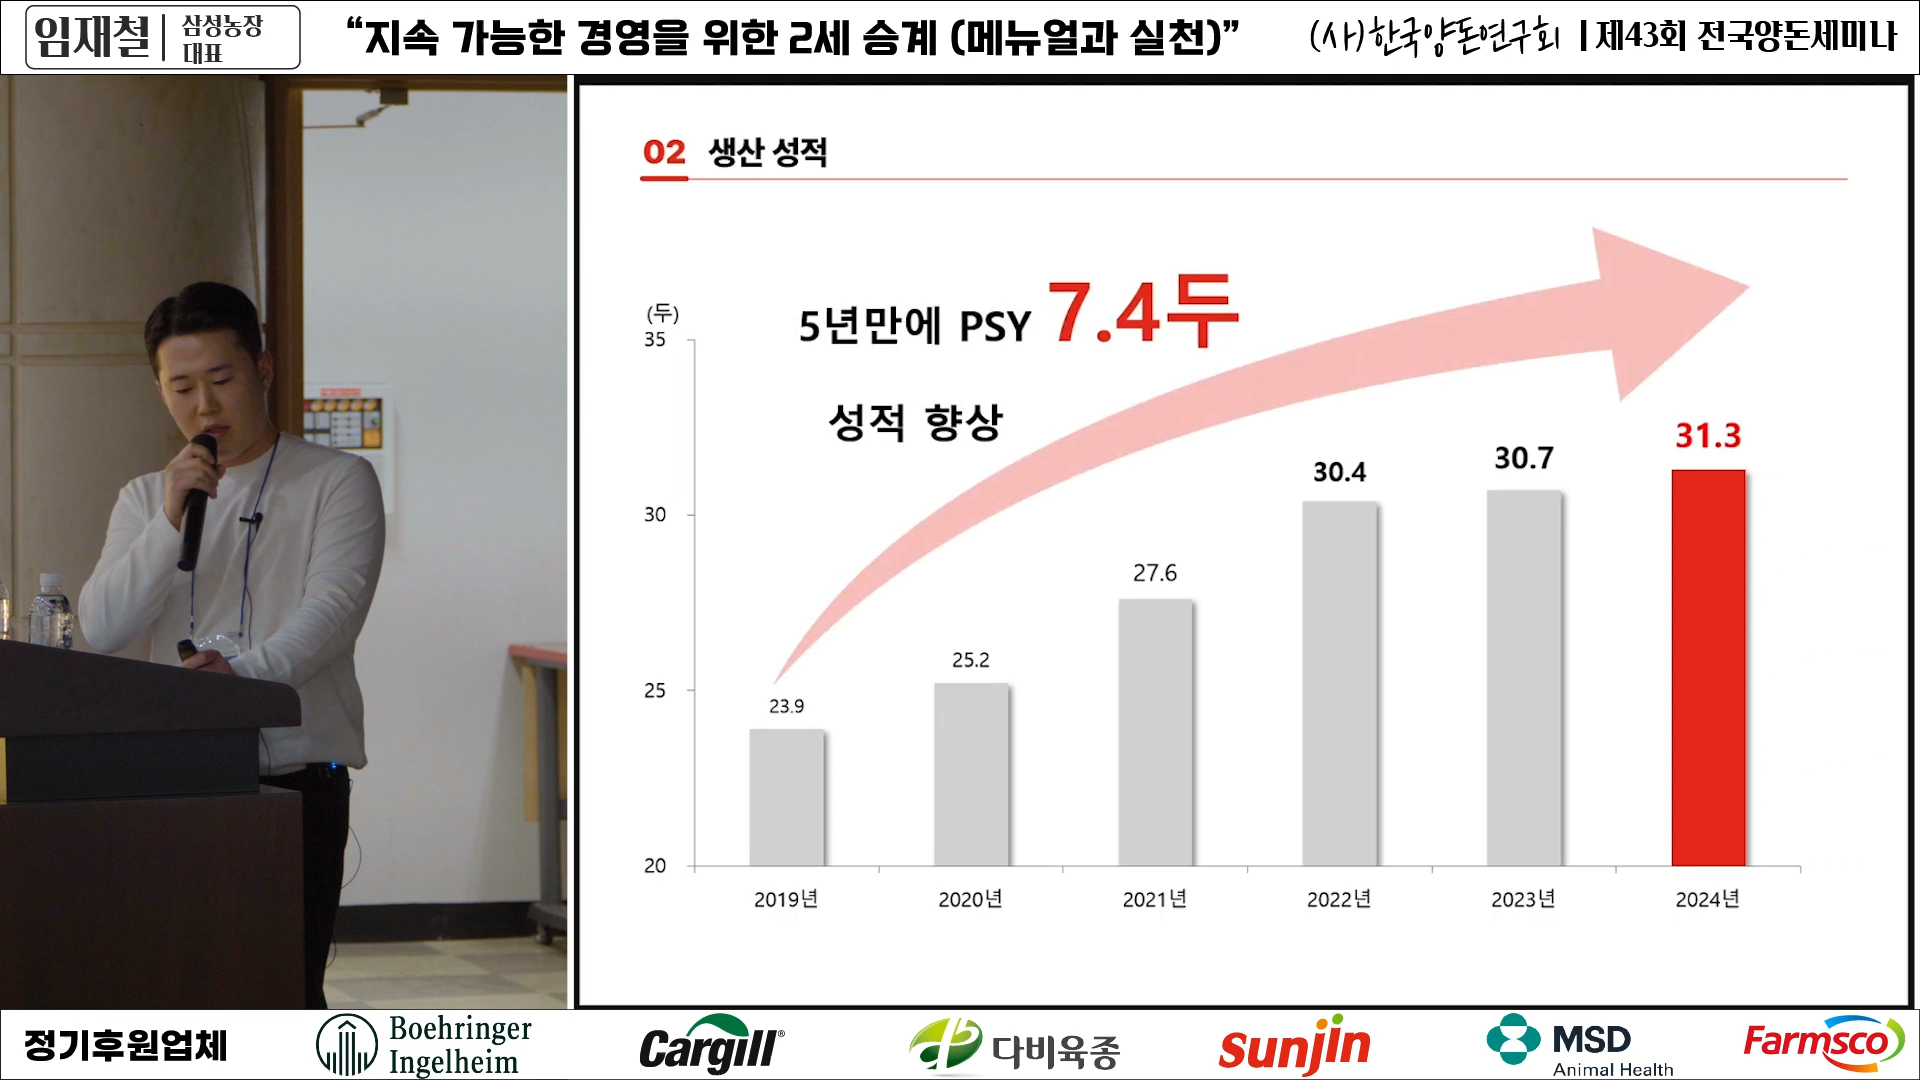 임재철
삼성농장
대표
“지속 가능한 경영을 위한 2세 승계 (메뉴얼과 실천)”
(사)한국양돈연구회 | 제43회 전국양돈세미나
02 생산 성적
5년만에 PSY 7.4두
성적 향상
(두)
35
30
25
20
23.9
25.2
27.6
30.4
30.7
31.3
2019년
2020년
2021년
2022년
2023년
2024년
정기후원업체
Boehringer
Ingelheim
Cargill®
다비육종
Sunjin
MSD
Animal Health
Farmsco